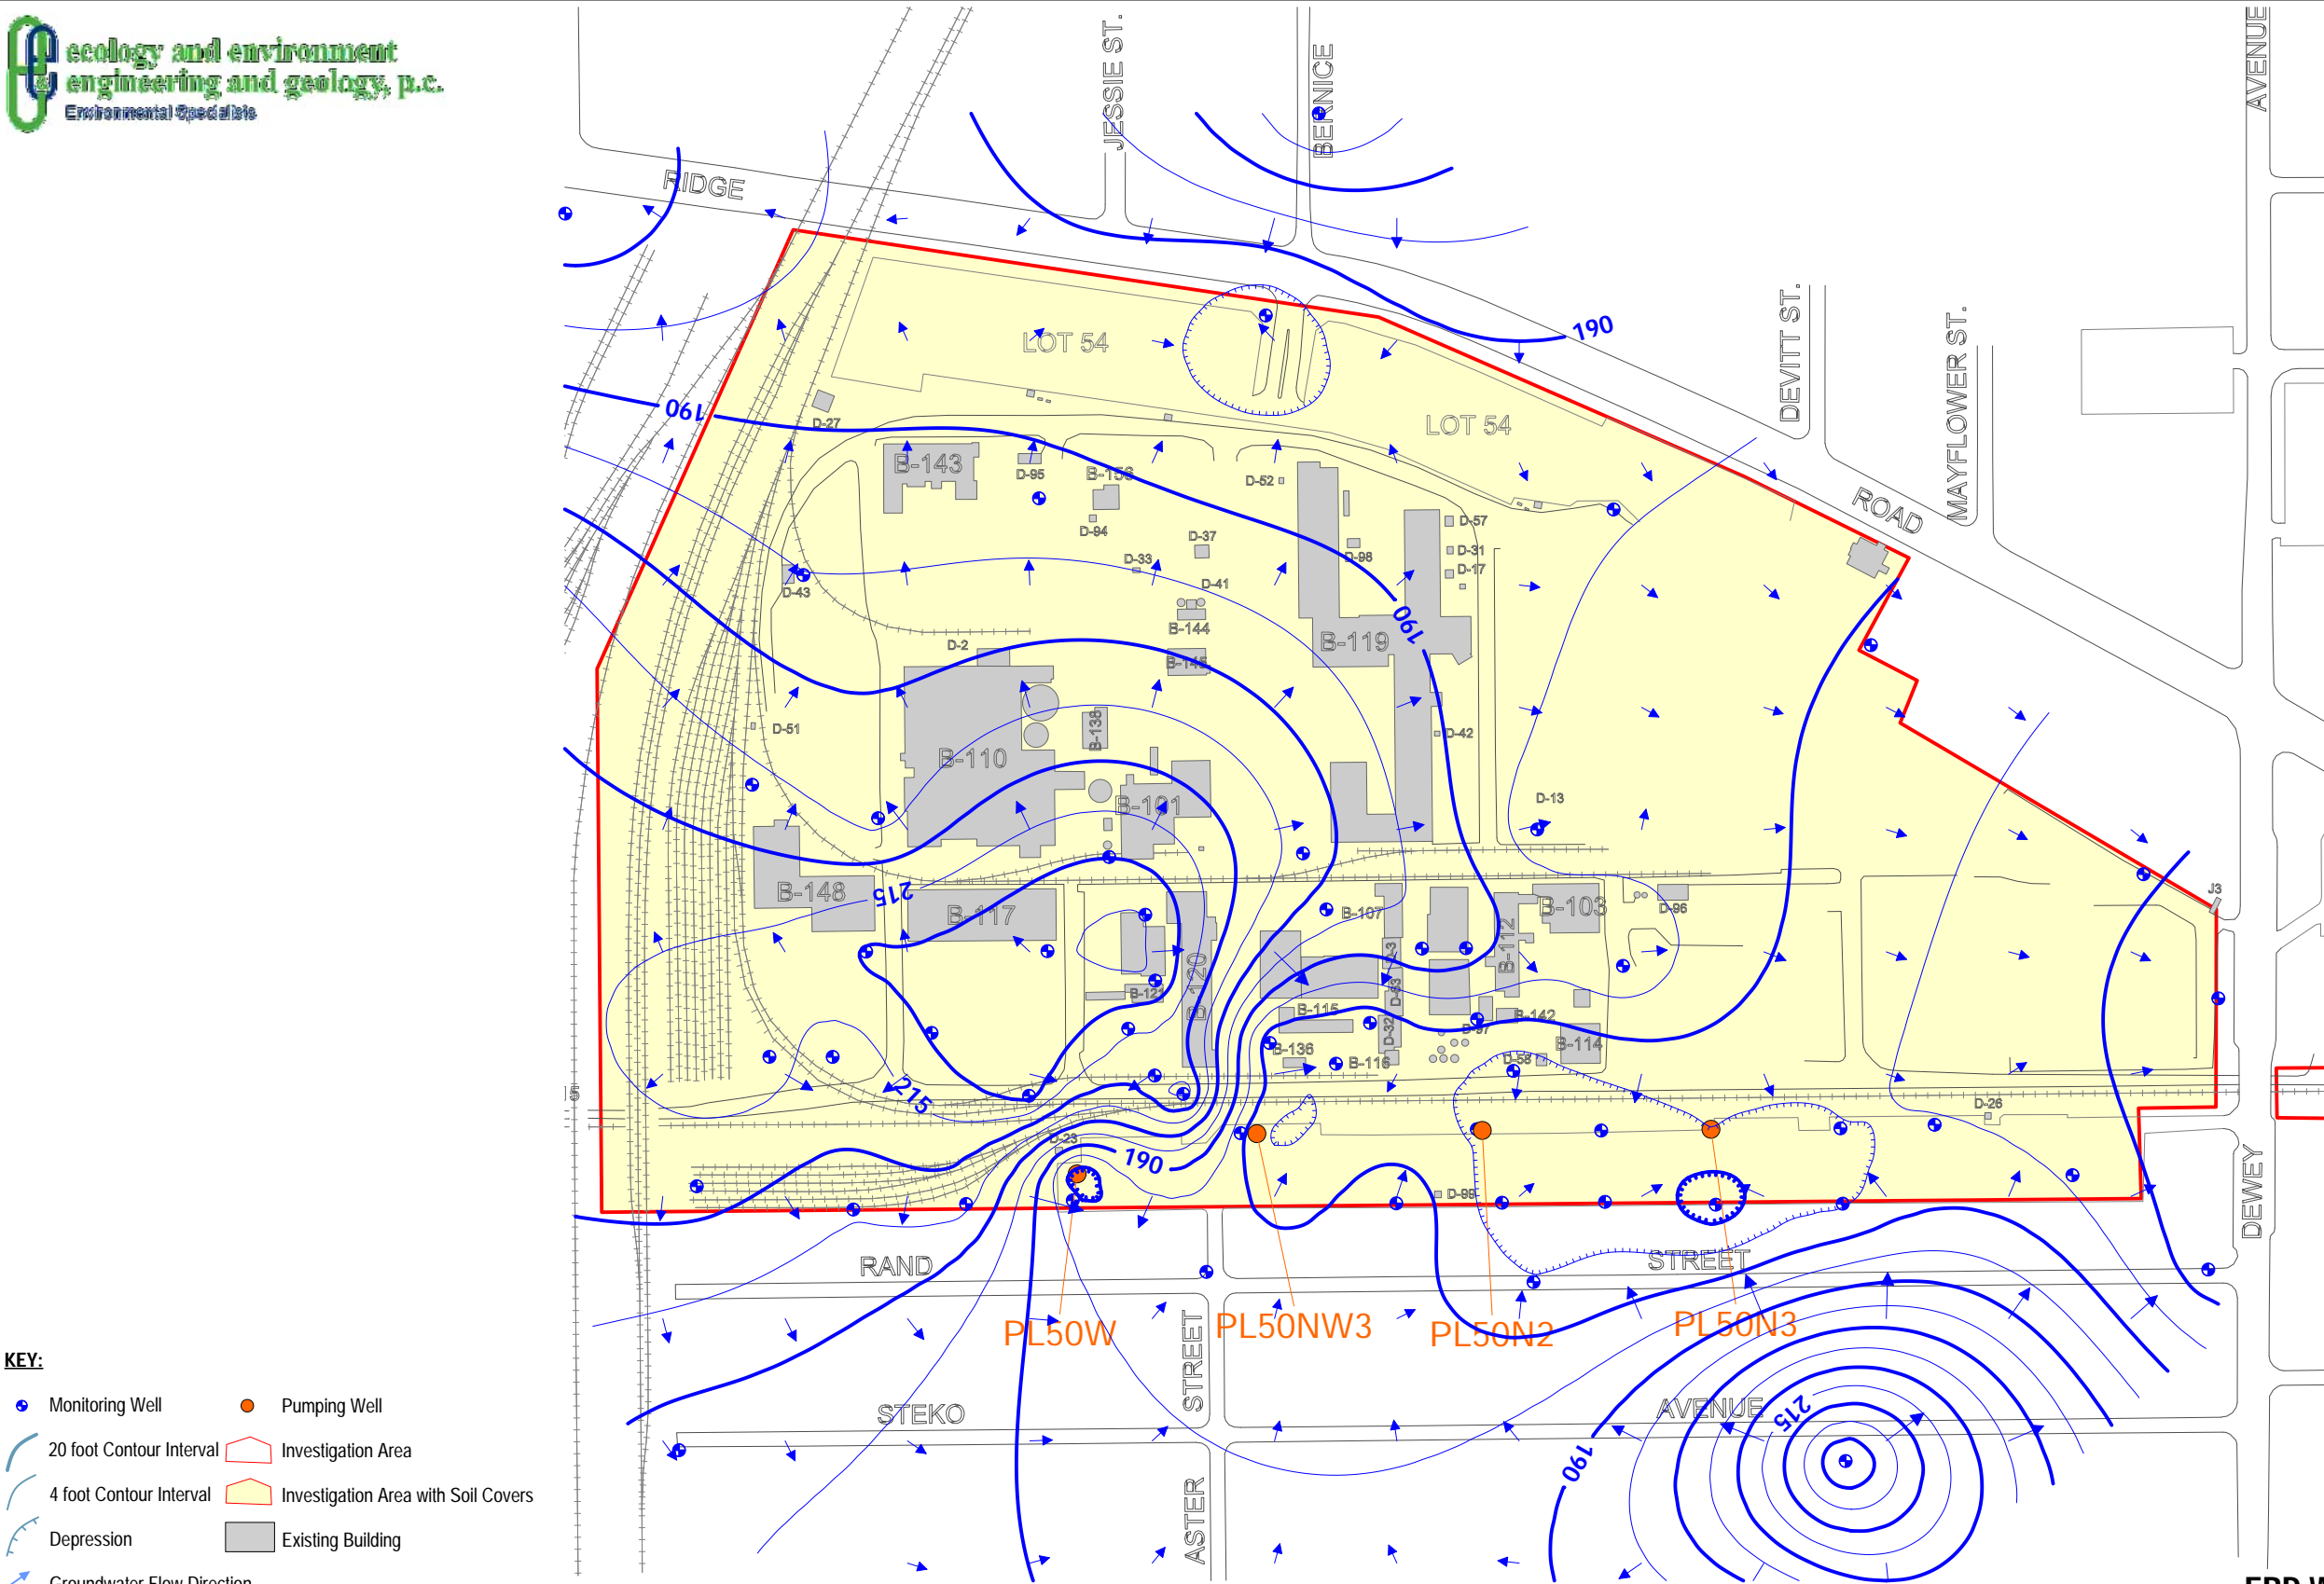 ecology and environment
engineering and geology, p.c.
Environmental Specialists
JESSIE ST.
BERNICE
AVENUE
RIDGE
190
LOT 54
DEVITT ST.
MAYFLOWER ST.
190
D-27
LOT 54
B-143
D-95
D-52
ROAD
D-94
D-57
D-37
D-98
D-31
D-33
D-17
D-43
D-41
190
B-144
B-119
D-2
D-51
B-138
D-42
B-110
D-13
B-101
B-148
215
B-117
B-107
B-103
D-96
J3
B-112
D-3
B-120
D-63
B-115
B-142
D-32
B-136
B-116
B-114
D-58
215
D-26
D-23
190
D-99
DEWEY
RAND
STREET
PL50W
PL50NW3
PL50N2
PL50N3
STREET
KEY:
Monitoring Well
Pumping Well
STEKO
AVENUE
215
20 foot Contour Interval
Investigation Area
190
4 foot Contour Interval
Investigation Area with Soil Covers
ASTER
Depression
Existing Building
Groundwater Flow Direction